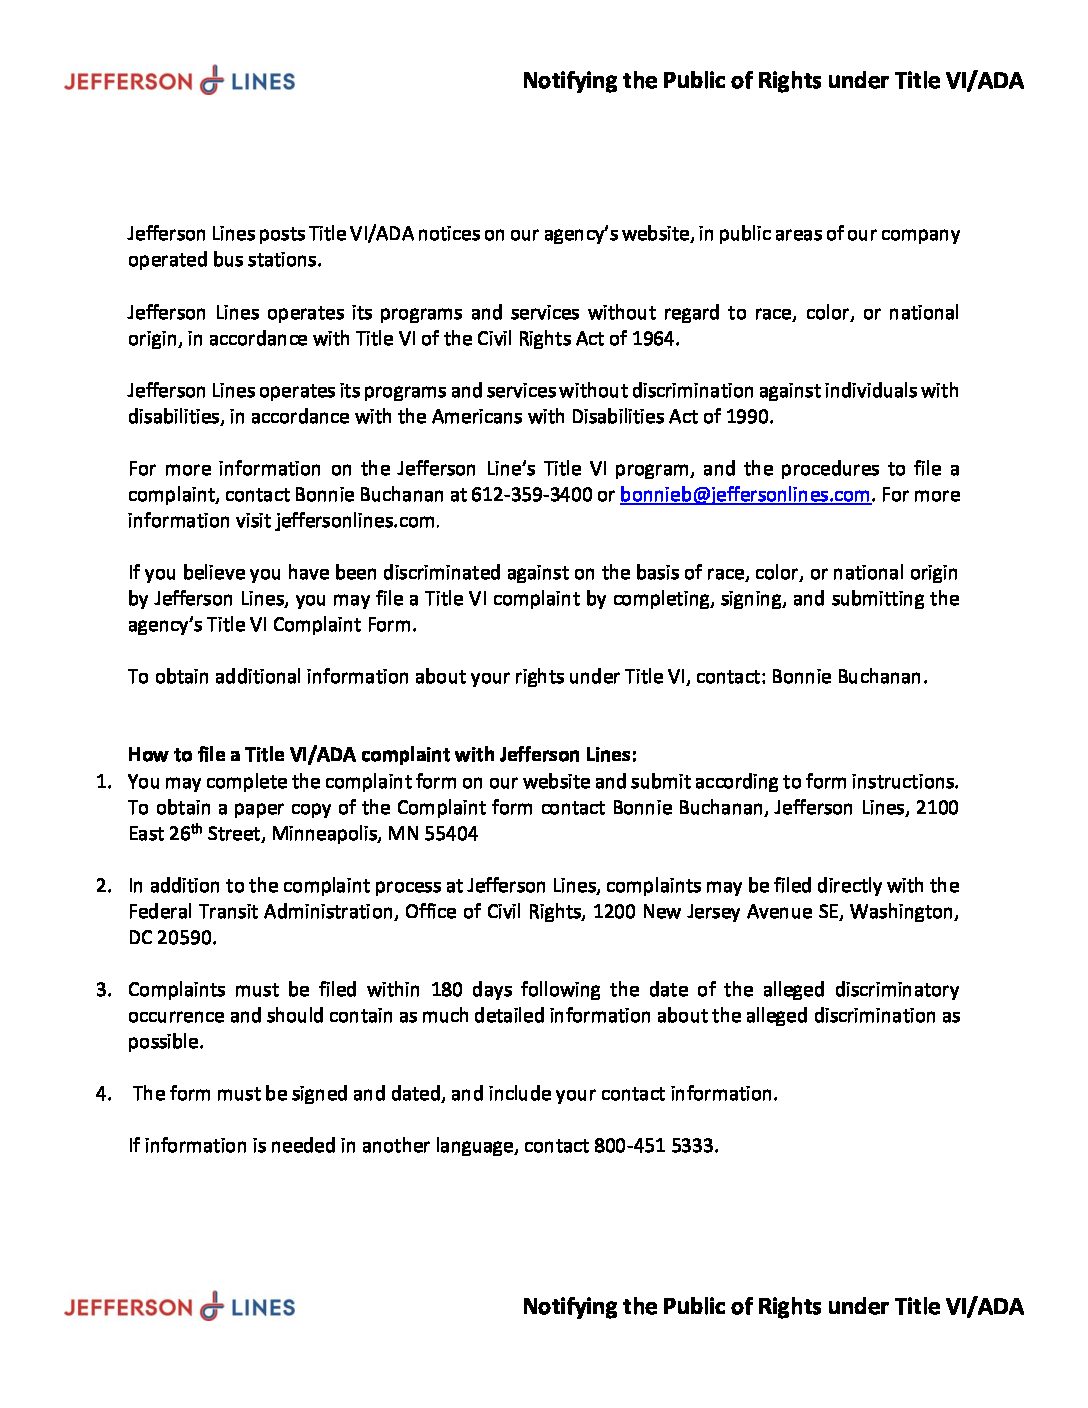 JEFFERSON LINES
Notifying the Public of Rights under Title VI/ADA
Jefferson Lines posts Title VI/ADA notices on our agency’s website, in public areas of our company
operated bus stations.
Jefferson Lines operates its programs and services without regard to race, color, or national
origin, in accordance with Title VI of the Civil Rights Act of 1964.
Jefferson Lines operates its programs and services without discrimination against individuals with
disabilities, in accordance with the Americans with Disabilities Act of 1990.
For more information on the Jefferson Line’s Title VI program, and the procedures to file a
complaint, contact Bonnie Buchanan at 612-359-3400 or bonnieb@jeffersonlines.com. For more
information visit jeffersonlines.com.
If you believe you have been discriminated against on the basis of race, color, or national origin
by Jefferson Lines, you may file a Title VI complaint by completing, signing, and submitting the
agency’s Title VI Complaint Form.
To obtain additional information about your rights under Title VI, contact: Bonnie Buchanan.
How to file a Title VI/ADA complaint with Jefferson Lines:
1. You may complete the complaint form on our website and submit according to form instructions.
To obtain a paper copy of the Complaint form contact Bonnie Buchanan, Jefferson Lines, 2100
East 26th Street, Minneapolis, MN 55404
2. In addition to the complaint process at Jefferson Lines, complaints may be filed directly with the
Federal Transit Administration, Office of Civil Rights, 1200 New Jersey Avenue SE, Washington,
DC 20590.
3. Complaints must be filed within 180 days following the date of the alleged discriminatory
occurrence and should contain as much detailed information about the alleged discrimination as
possible.
4. The form must be signed and dated, and include your contact information.
If information is needed in another language, contact 800-451 5333.
JEFFERSON LINES
Notifying the Public of Rights under Title VI/ADA